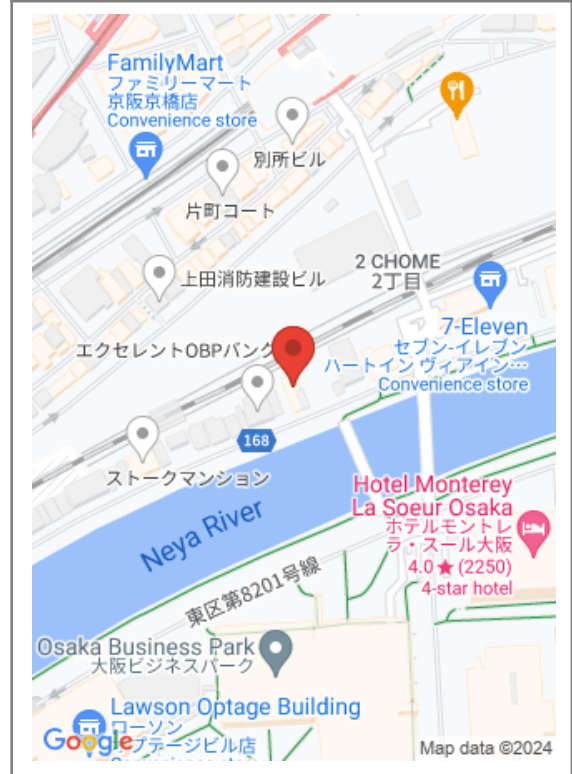 FamilyMart
ファミリーマート
京阪京橋店
Convenience store
別所ビル
片町コート
2 CHOME
2丁目
上田消防建設ビル
7-Eleven
セブン-イレブン
ハートイン ヴィアイン…
Convenience store
エクセレントOBPバンク
168
ストークマンション
Hotel Monterey
La Soeur Osaka
ホテルモントレ
ラ・スール大阪
4.0★(2250)
4-star hotel
Neya River
東区第8201号線
Osaka Business Park
大阪ビジネスパーク
Lawson Optage Building
ローソン
プテージビル店
Convenience store
Google
Map data ©2024